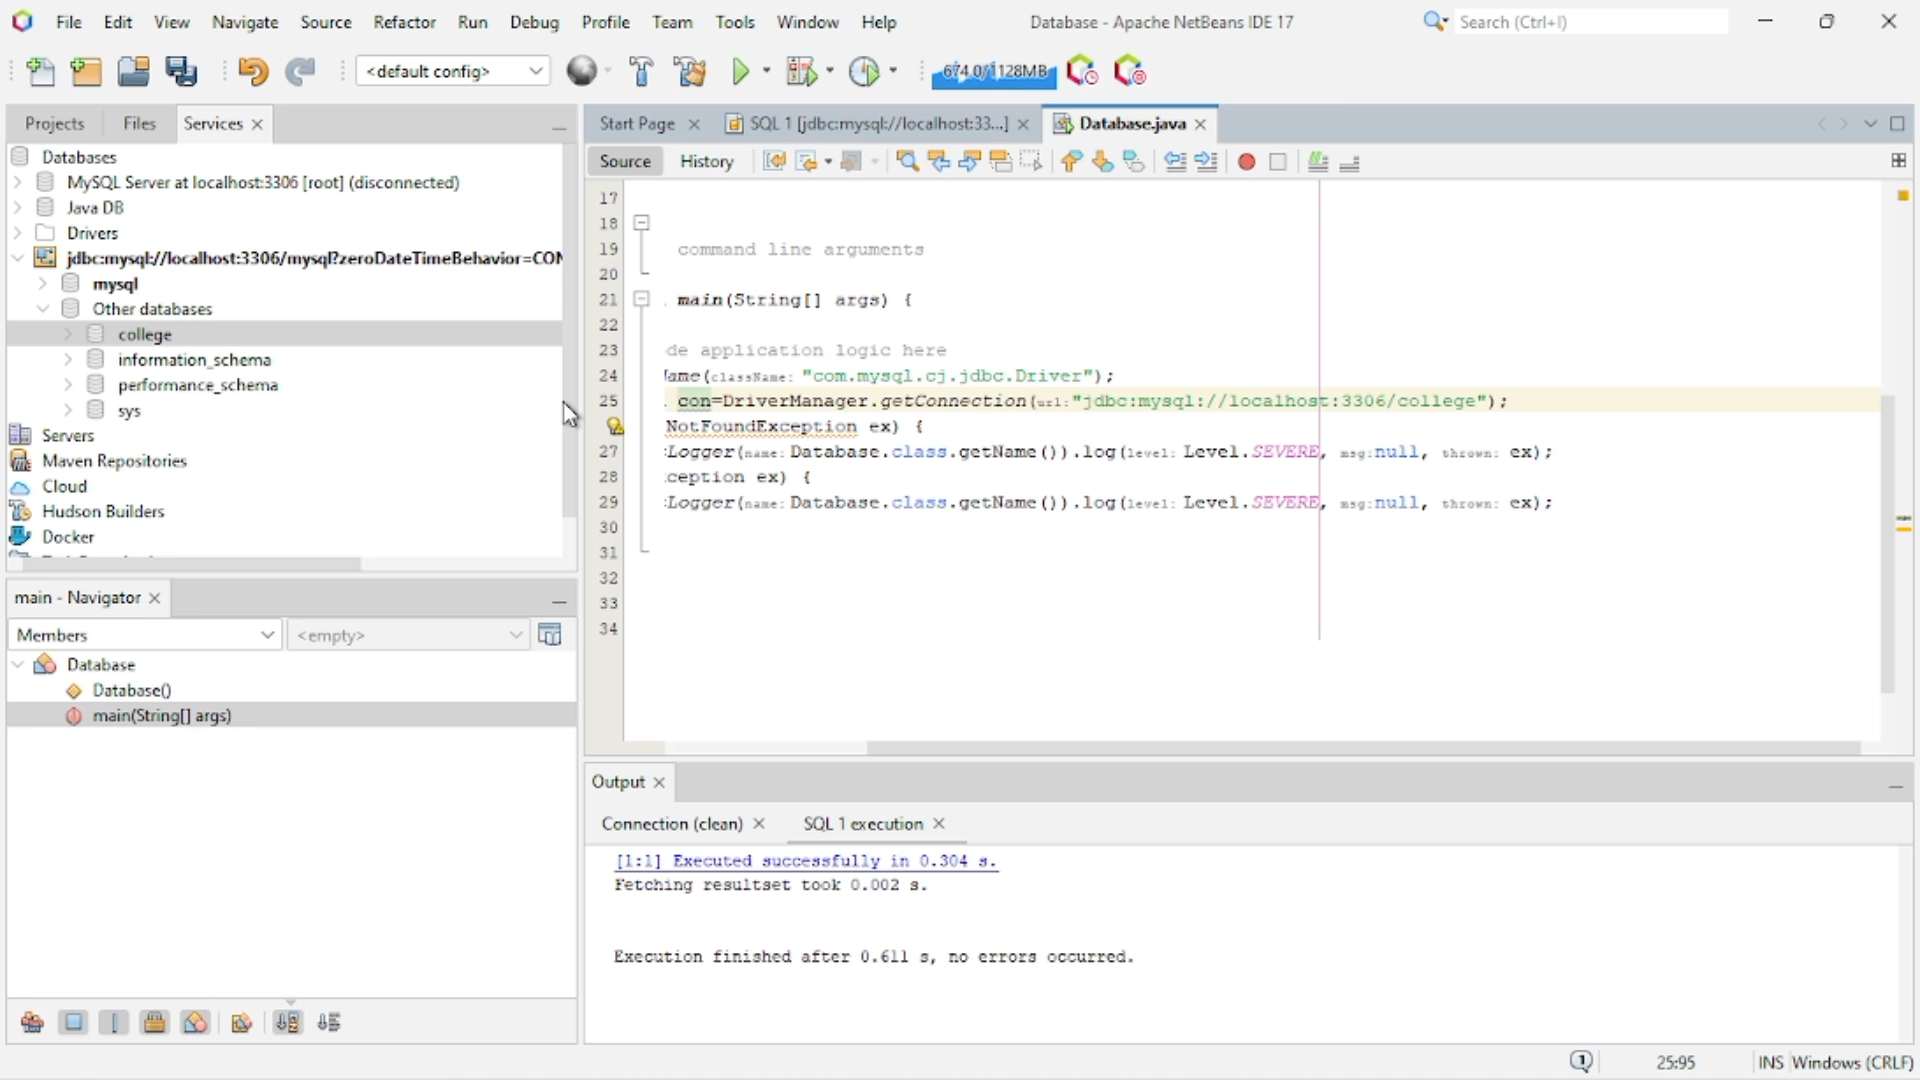 File Edit View Navigate Source Refactor Run Debug Profile Team Tools Window Help Database - Apache NetBeans IDE 17 Search (Ctrl+I)
<default config> 674.0/1128MB
Projects Files Services
Databases
MySQL Server at localhost:3306 [root] (disconnected)
Java DB
Drivers
jdbc:mysql://localhost:3306/mysql?zeroDateTimeBehavior=CON
mysql
Other databases
college
information_schema
performance_schema
sys
Servers
Maven Repositories
Cloud
Hudson Builders
Docker
main - Navigator
Members <empty>
Database
Database()
main(String[] args)
Start Page SQL 1 [jdbc:mysql://localhost:33...] Database.java
Source History
17
18
19 command line arguments
20
21 main(String[] args) {
22
23 de application logic here
24 ame(className: "com.mysql.cj.jdbc.Driver");
25 con=DriverManager.getConnection(url:"jdbc:mysql://localhost:3306/college");
NotFoundException ex) {
27 Logger(name: Database.class.getName()).log(level: Level.SEVERE, msg:null, thrown: ex);
28 ception ex) {
29 Logger(name: Database.class.getName()).log(level: Level.SEVERE, msg:null, thrown: ex);
30
31
32
33
34
Output
Connection (clean) SQL 1 execution
[1:1] Executed successfully in 0.304 s.
Fetching resultset took 0.002 s.
Execution finished after 0.611 s, no errors occurred.
1 25:95 INS Windows (CRLF)